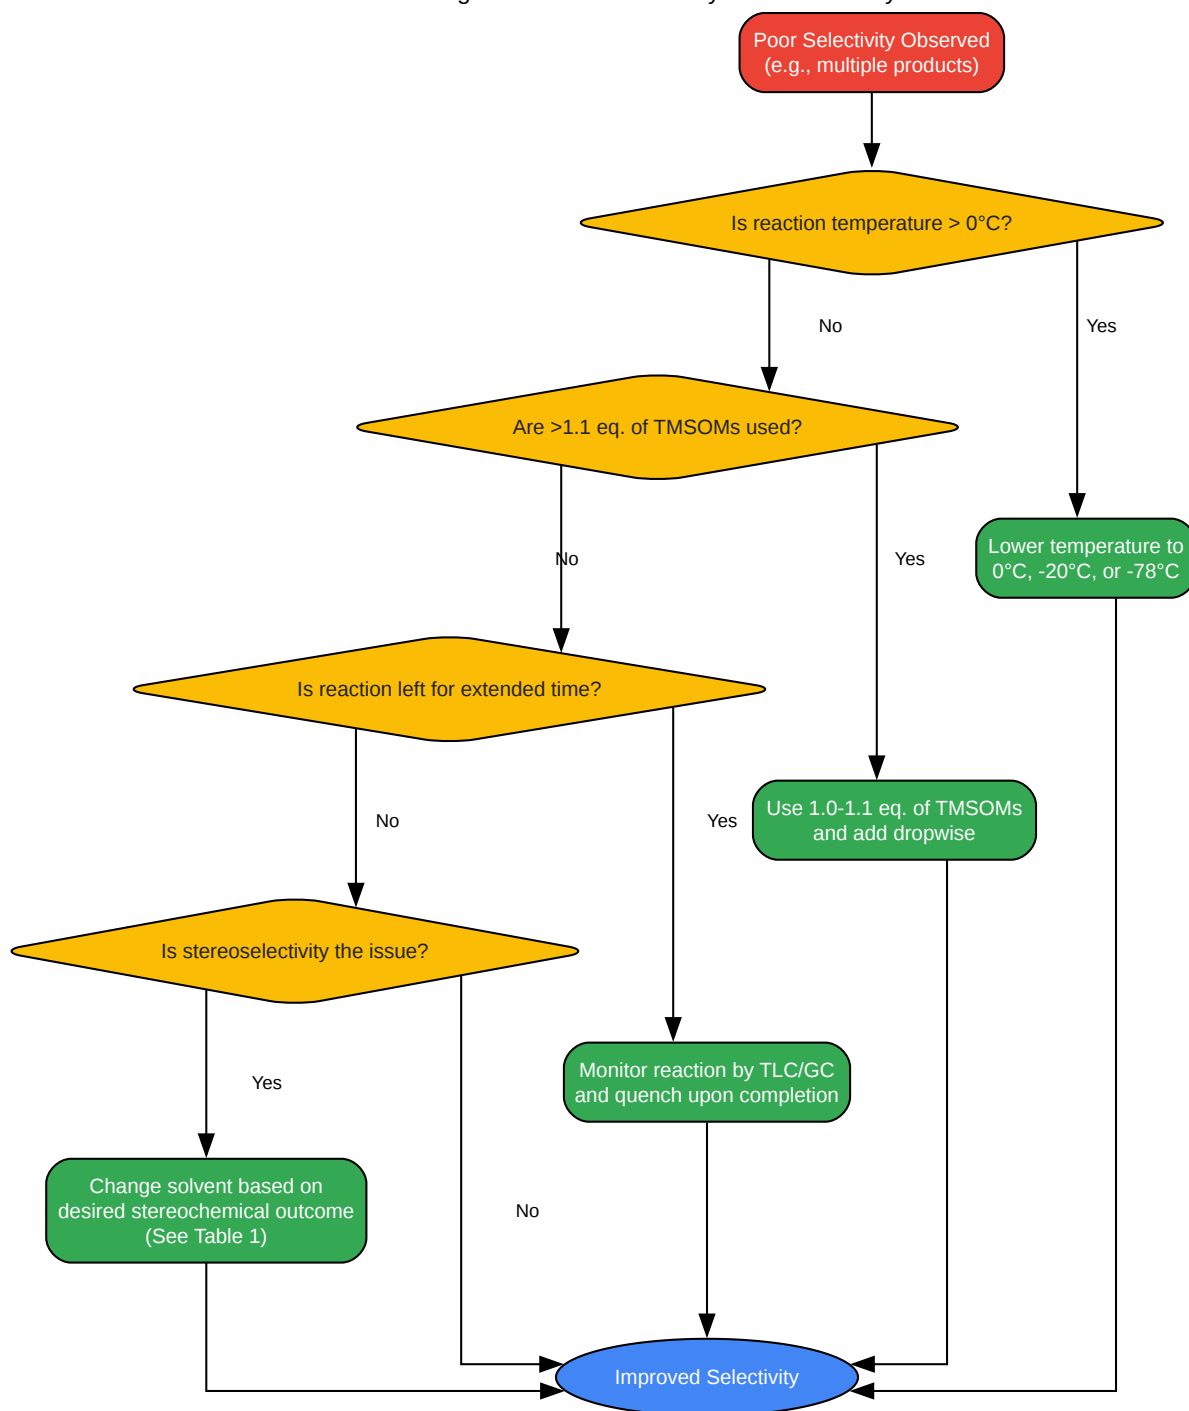 Poor Selectivity Observed
(e.g., multiple products)
Is reaction temperature > 0°C?
No
Yes
Are >1.1 eq. of TMSOMs used?
Lower temperature to
0°C, -20°C, or -78°C
No
Yes
Is reaction left for extended time?
Use 1.0-1.1 eq. of TMSOMs
and add dropwise
No
Yes
Is stereoselectivity the issue?
Monitor reaction by TLC/GC
and quench upon completion
Yes
Change solvent based on
desired stereochemical outcome
(See Table 1)
No
Improved Selectivity